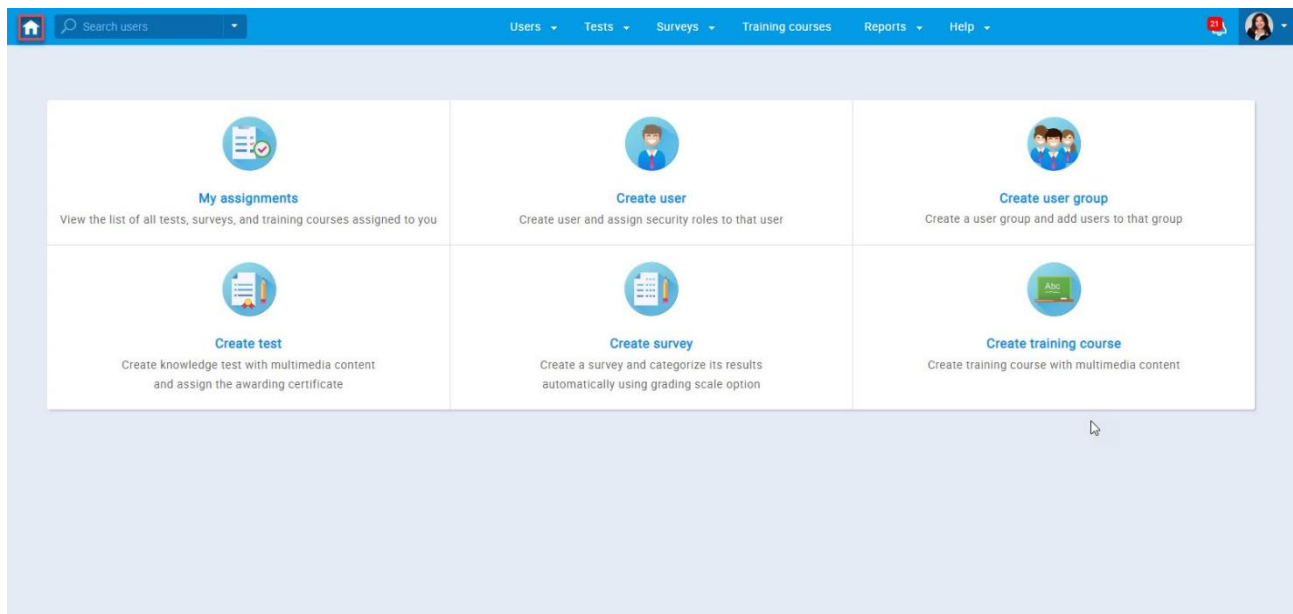 Search users
Users
Tests
Surveys
Training courses
Reports
Help
21
My assignments
View the list of all tests, surveys, and training courses assigned to you
Create user
Create user and assign security roles to that user
Create user group
Create a user group and add users to that group
Create test
Create knowledge test with multimedia content
and assign the awarding certificate
Create survey
Create a survey and categorize its results
automatically using grading scale option
Abc
Create training course
Create training course with multimedia content